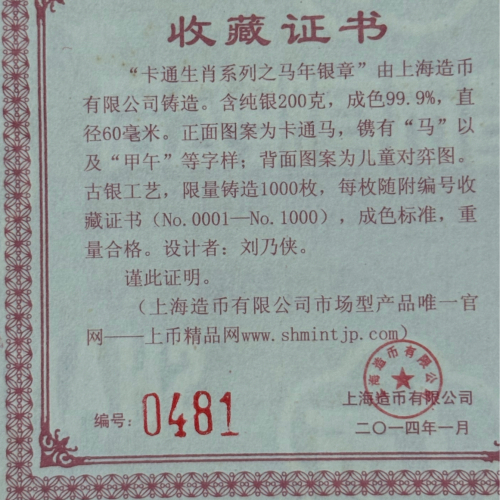 收藏证书
“卡通生肖系列之马年银章”由上海造币
有限公司铸造。含纯银200克，成色99.9%，直
径60毫米。正面图案为卡通马，镌有“马”以
及“甲午”等字样；背面图案为儿童对弈图。
古银工艺，限量铸造1000枚，每枚随附编号收
藏证书（No.0001—No.1000），成色标准，重
量合格。设计者：刘乃侠。
谨此证明。
（上海造币有限公司市场型产品唯一官
网——上币精品网www.shmintjp.com）
上海造币有限公司
编号：0481
二〇一四年一月